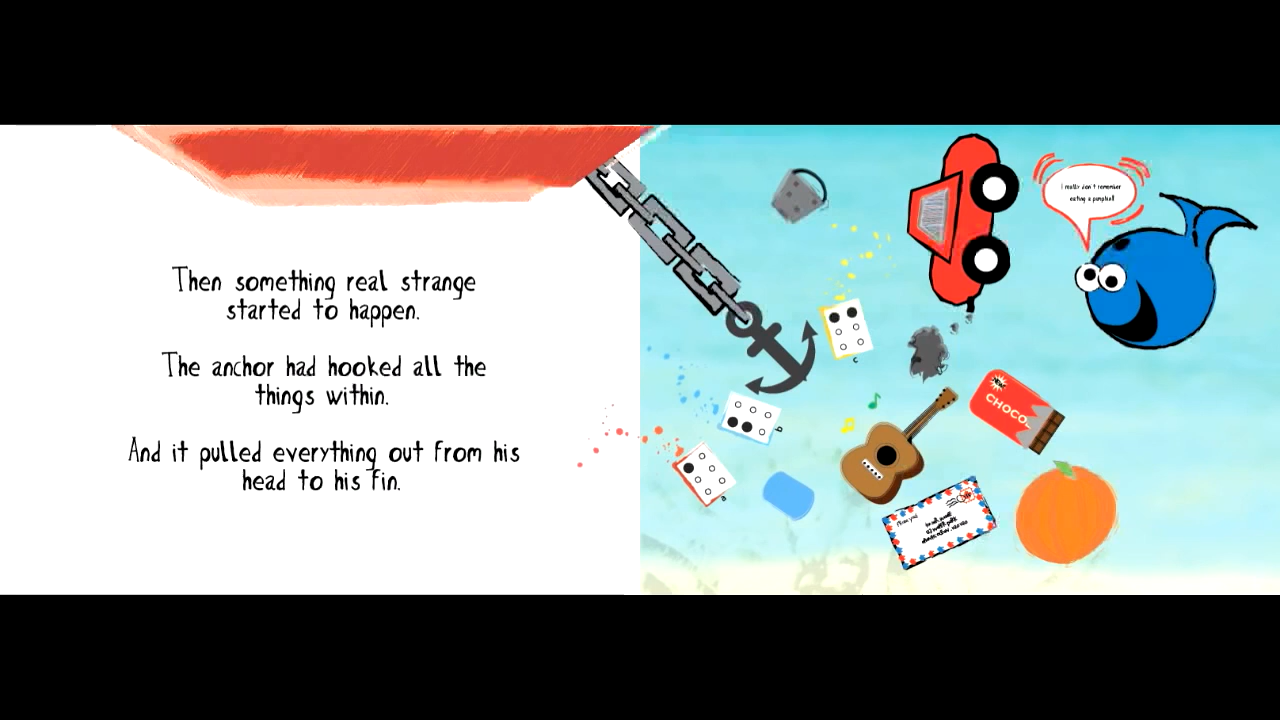 Then something real strange
started to happen.
The anchor had hooked all the
things within.
And it pulled everything out from his
head to his fin.
I really don't remember
eating a pumpkin!!
CHOCO